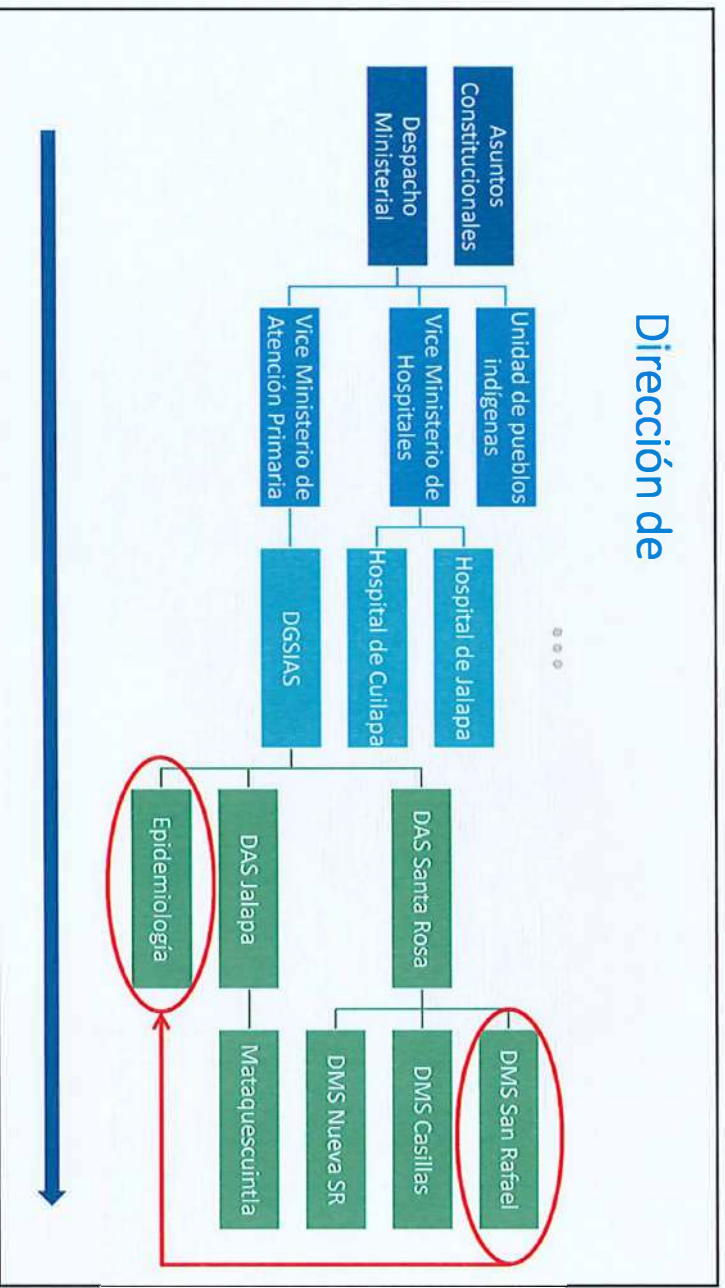 Dirección de
Asuntos
Constitucionales
Despacho
Ministerial
Unidad de pueblos
indígenas
Vice Ministerio de
Hospitales
Vice Ministerio de
Atención Primaria
Hospital de Jalapa
Hospital de Cuilapa
DGSIAS
DAS Santa Rosa
DAS Jalapa
Epidemiología
DMS San Rafael
DMS Casillas
DMS Nueva SR
Mataquescuintla